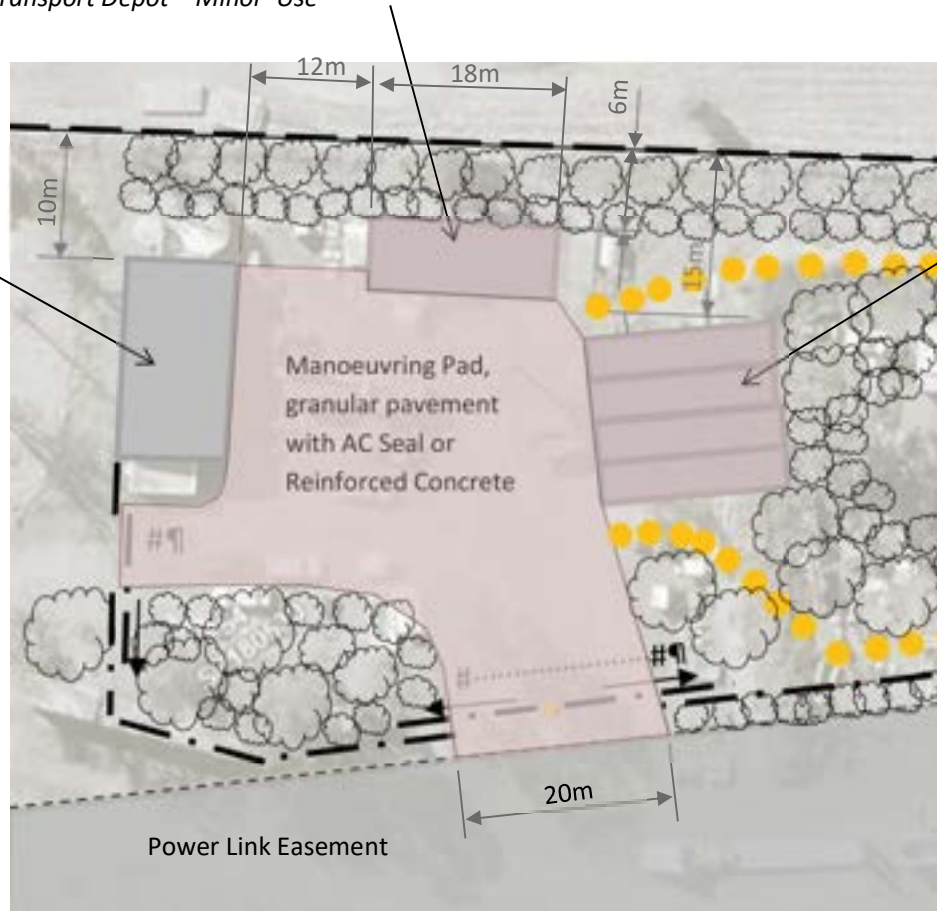 Transport Depot – Minor Use
12m
18m
6m
10m
15m
Manoeuvring Pad,
granular pavement
with AC Seal or
Reinforced Concrete
#¶
#
#¶
20m
Power Link Easement